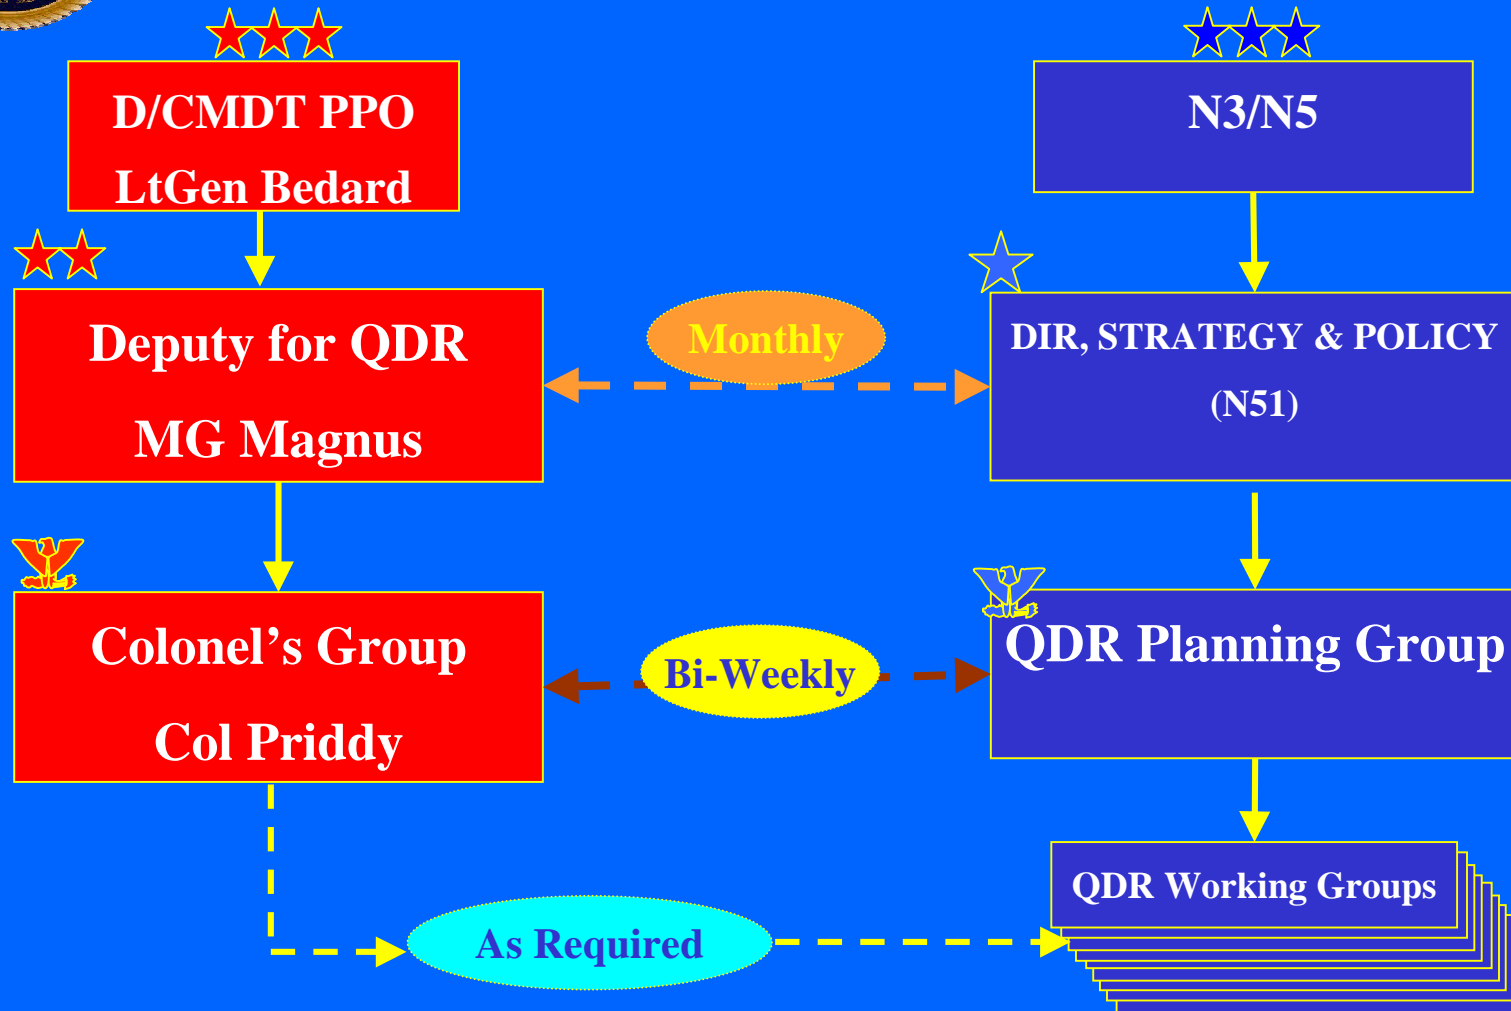 D/CMDT PPO
LtGen Bedard
N3/N5
Deputy for QDR
MG Magnus
Monthly
DIR, STRATEGY & POLICY
(N51)
Colonel’s Group
Col Priddy
Bi-Weekly
QDR Planning Group
As Required
QDR Working Groups